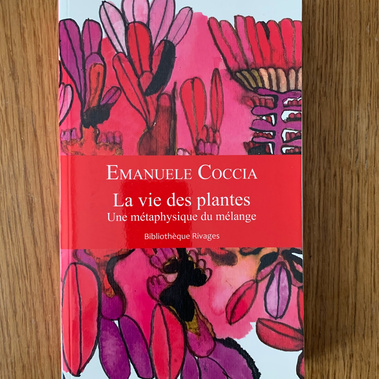 EMANUELE COCCIA
La vie des plantes
Une métaphysique du mélange
Bibliothèque Rivages